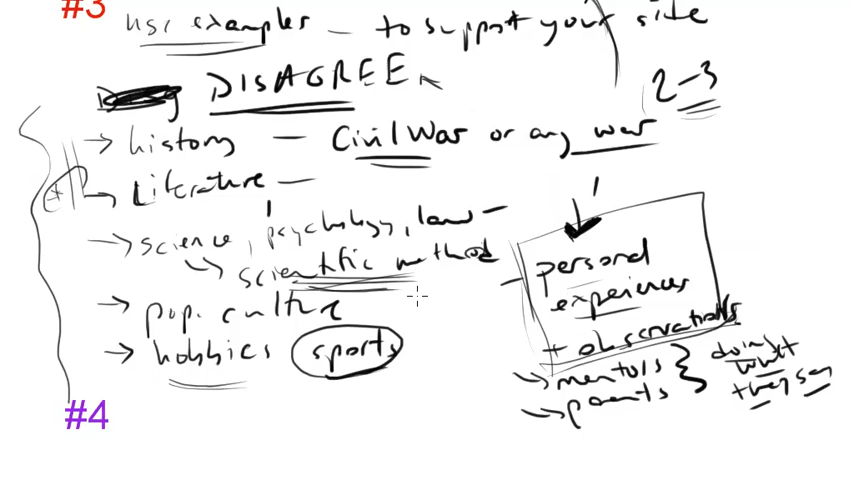 #3
use examples – to support your side
DISAGREE
2-3
→ history – Civil War or any war
→ Literature –
→ science, psychology, law –
→ scientific method
→ pop. culture
→ hobbies sports
personal
experiences
+ observations
→ mentors
→ parents
doing what
they say
#4